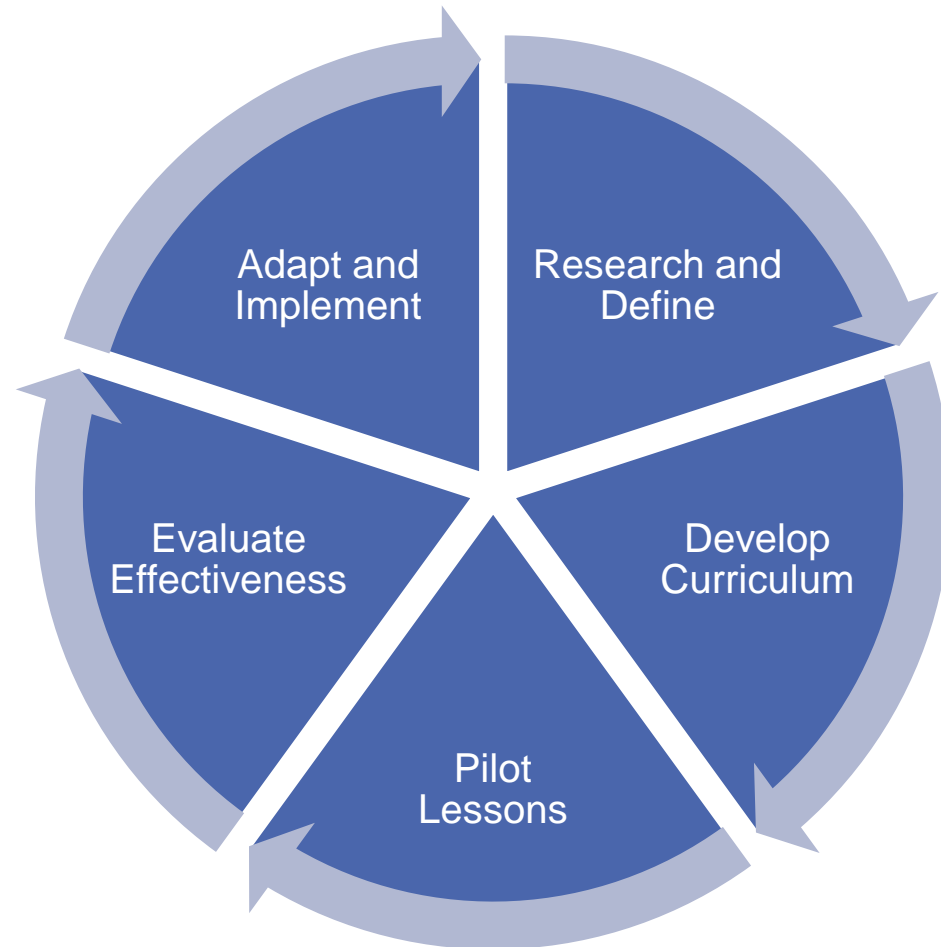 Adapt and
Implement
Research and
Define
Evaluate
Effectiveness
Develop
Curriculum
Pilot
Lessons